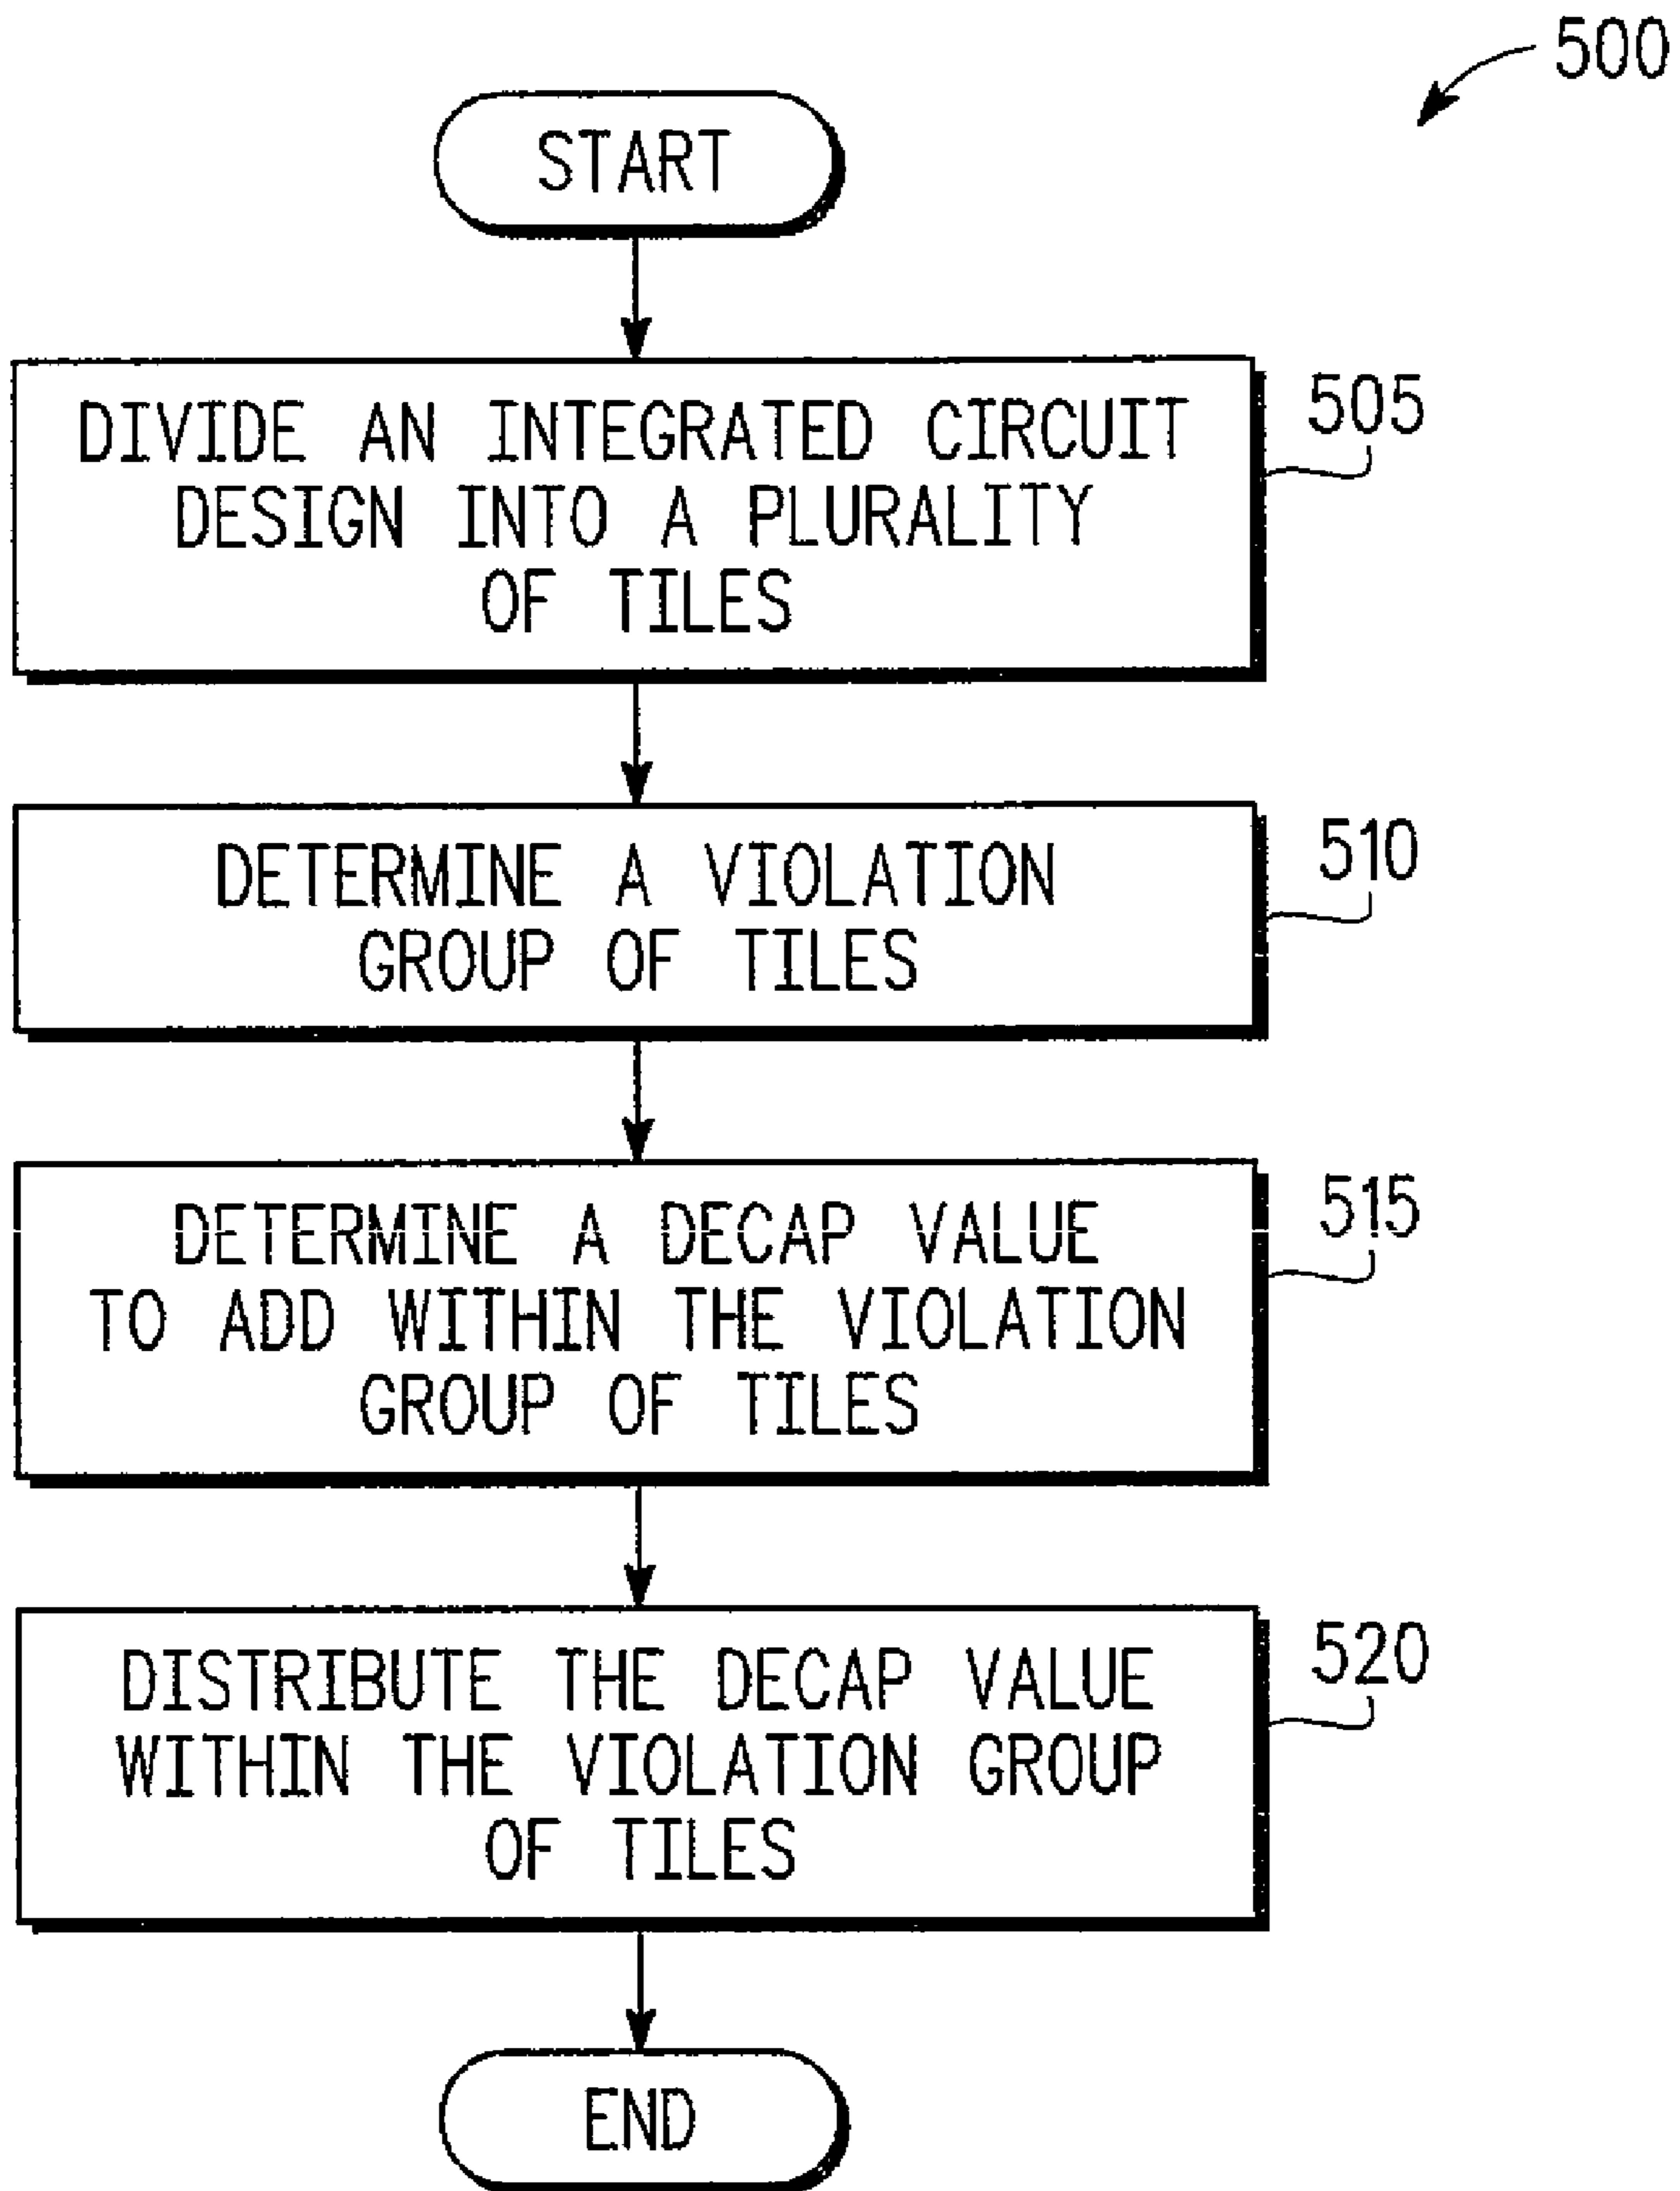 500
START
DIVIDE AN INTEGRATED CIRCUIT
DESIGN INTO A PLURALITY
OF TILES
505
DETERMINE A VIOLATION
GROUP OF TILES
510
DETERMINE A DECAP VALUE
TO ADD WITHIN THE VIOLATION
GROUP OF TILES
515
DISTRIBUTE THE DECAP VALUE
WITHIN THE VIOLATION GROUP
OF TILES
520
END